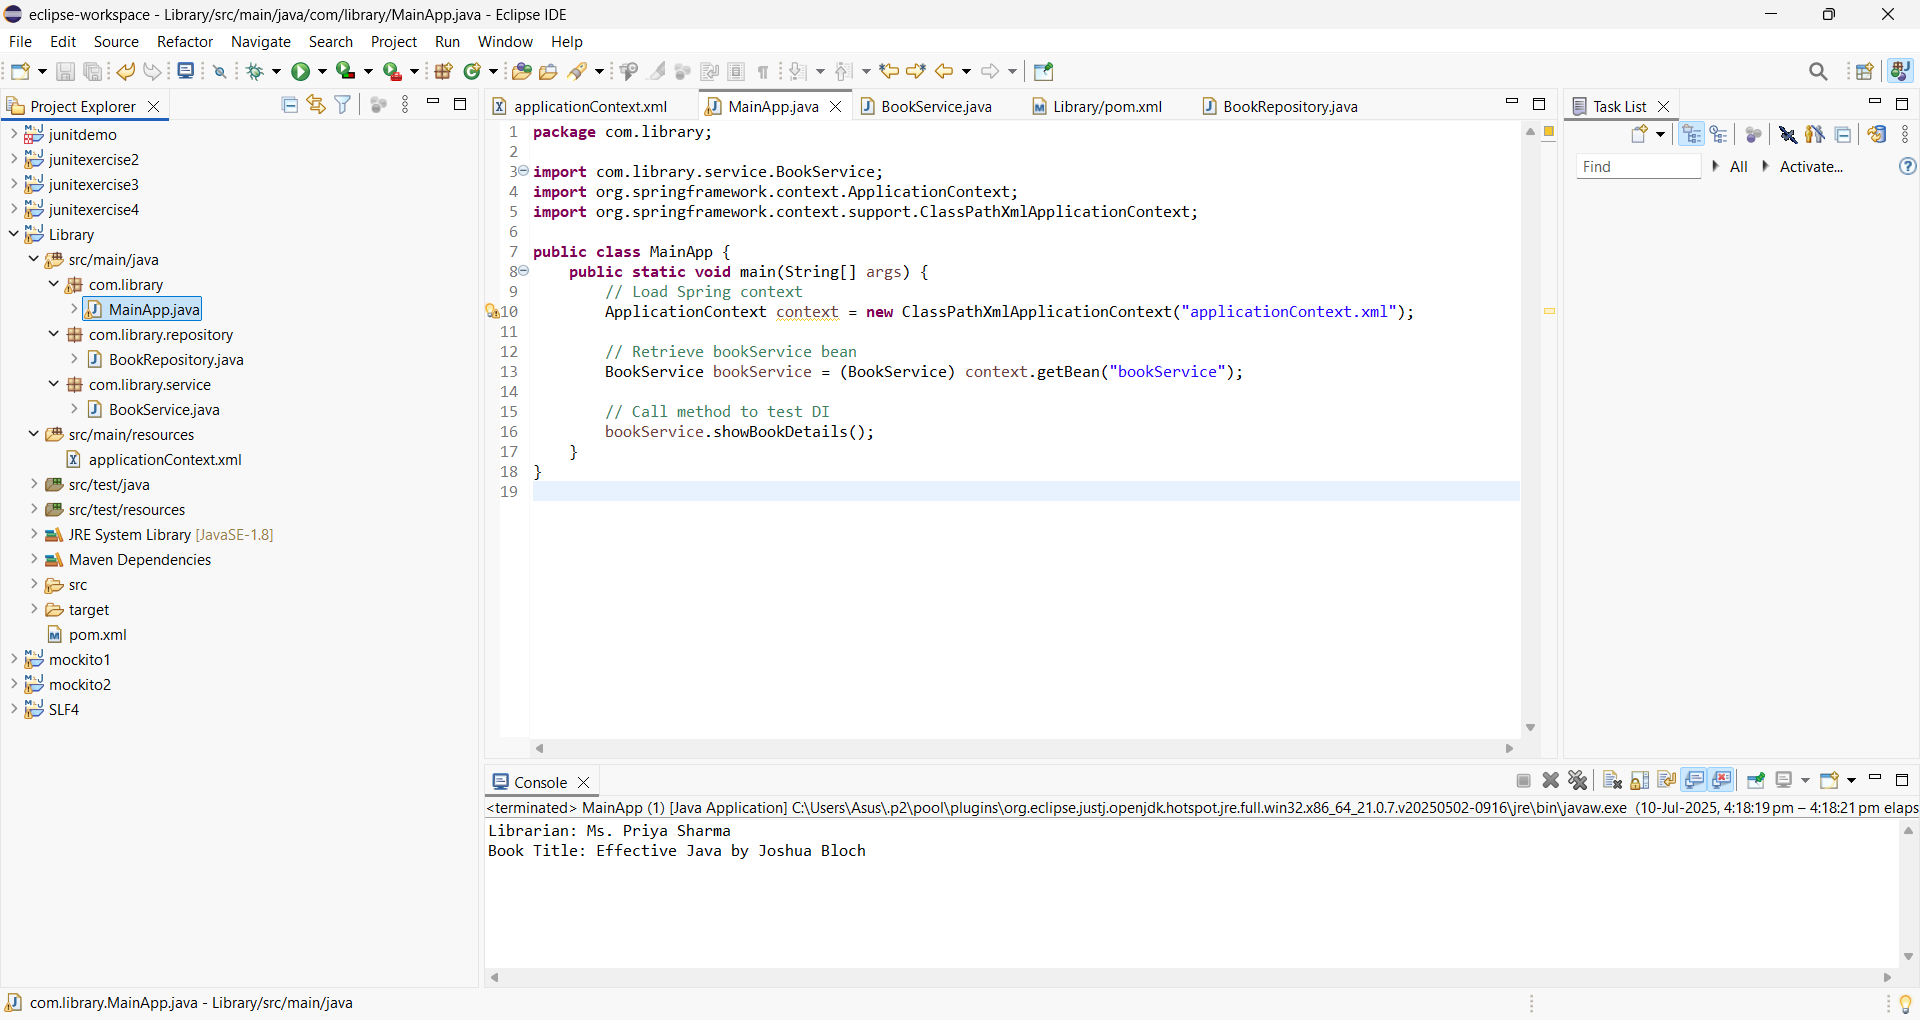 eclipse-workspace - Library/src/main/java/com/library/MainApp.java - Eclipse IDE
File Edit Source Refactor Navigate Search Project Run Window Help
Project Explorer
junitdemo
junitexercise2
junitexercise3
junitexercise4
Library
src/main/java
com.library
MainApp.java
com.library.repository
BookRepository.java
com.library.service
BookService.java
src/main/resources
applicationContext.xml
src/test/java
src/test/resources
JRE System Library [JavaSE-1.8]
Maven Dependencies
src
target
pom.xml
mockito1
mockito2
SLF4
applicationContext.xml MainApp.java BookService.java Library/pom.xml BookRepository.java
1 package com.library;
2
3 import com.library.service.BookService;
4 import org.springframework.context.ApplicationContext;
5 import org.springframework.context.support.ClassPathXmlApplicationContext;
6
7 public class MainApp {
8 public static void main(String[] args) {
9 // Load Spring context
10 ApplicationContext context = new ClassPathXmlApplicationContext("applicationContext.xml");
11
12 // Retrieve bookService bean
13 BookService bookService = (BookService) context.getBean("bookService");
14
15 // Call method to test DI
16 bookService.showBookDetails();
17 }
18 }
19
Task List
Find All Activate...
Console
<terminated> MainApp (1) [Java Application] C:\Users\Asus\.p2\pool\plugins\org.eclipse.justj.openjdk.hotspot.jre.full.win32.x86_64_21.0.7.v20250502-0916\jre\bin\javaw.exe (10-Jul-2025, 4:18:19 pm – 4:18:21 pm elaps
Librarian: Ms. Priya Sharma
Book Title: Effective Java by Joshua Bloch
com.library.MainApp.java - Library/src/main/java